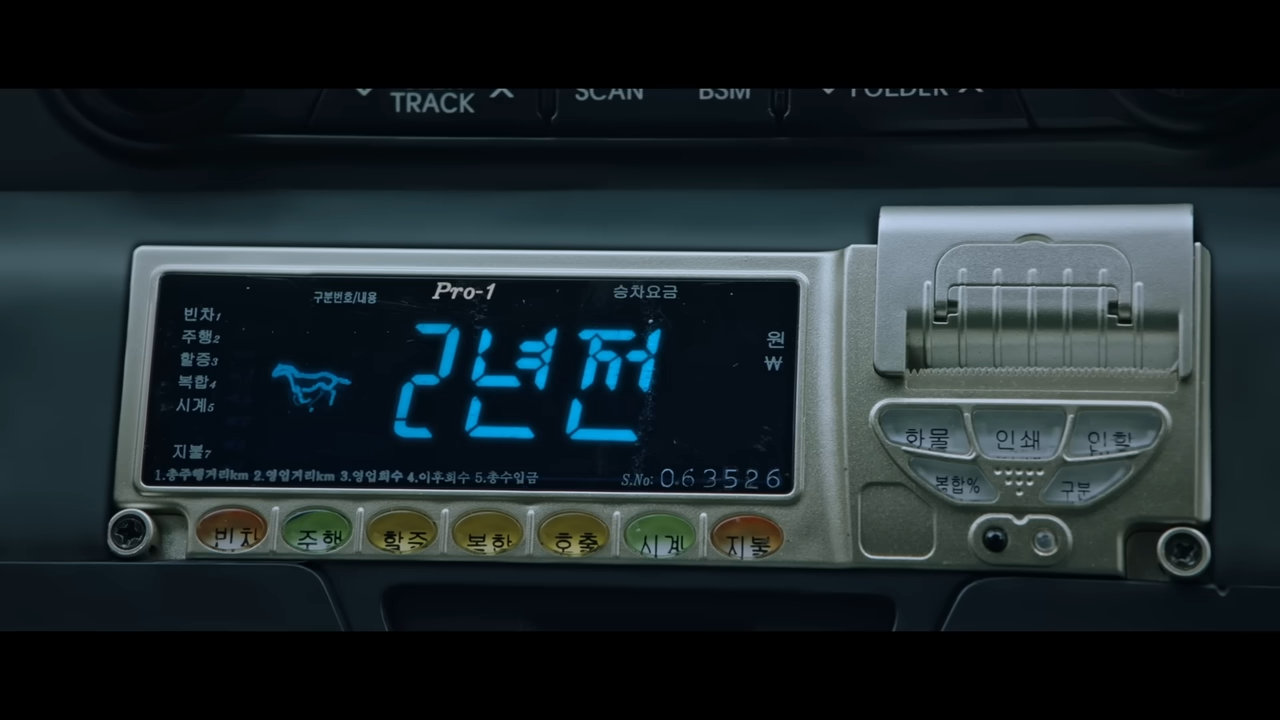 TRACK SCAN BSM FOLDER
구분번호/내용 Pro-1 승차요금
빈차1
주행2
할증3
복합4
시계5
지불7
2년전
원
₩
1.총주행거리km 2.영업거리km 3.영업회수 4.이후회수 5.총수입금 S.No: 063526
빈차 주행 할증 복합 호출 시계 지불
화물 인쇄
복합% 구분